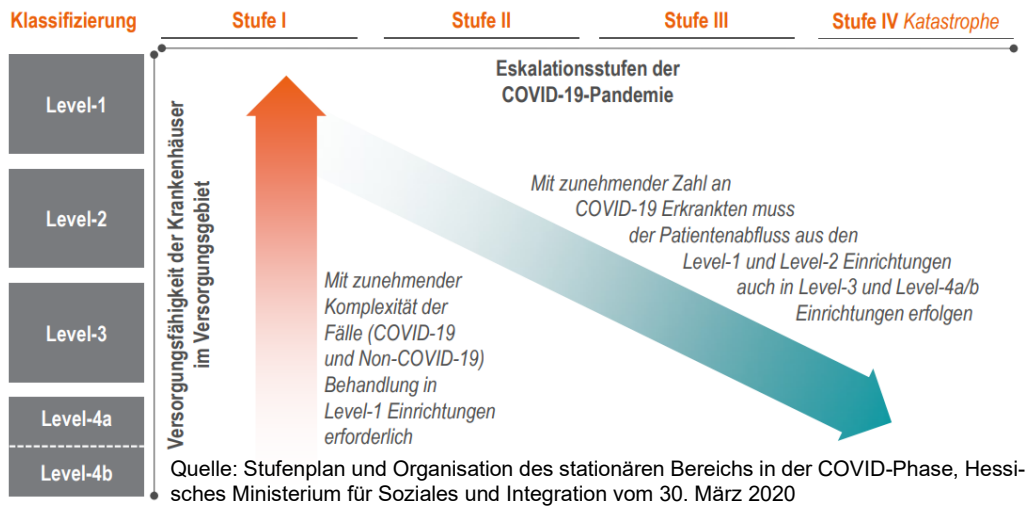 Klassifizierung
Stufe I
Stufe II
Stufe III
Stufe IV Katastrophe
Eskalationsstufen der
COVID-19-Pandemie
Level-1
Level-2
Level-3
Level-4a
Level-4b
Versorgungsfähigkeit der Krankenhäuser
im Versorgungsgebiet
Mit zunehmender
Komplexität der
Fälle (COVID-19
und Non-COVID-19)
Behandlung in
Level-1 Einrichtungen
erforderlich
Mit zunehmender Zahl an
COVID-19 Erkrankten muss
der Patientenabfluss aus den
Level-1 und Level-2 Einrichtungen
auch in Level-3 und Level-4a/b
Einrichtungen erfolgen
Quelle: Stufenplan und Organisation des stationären Bereichs in der COVID-Phase, Hessi-
sches Ministerium für Soziales und Integration vom 30. März 2020